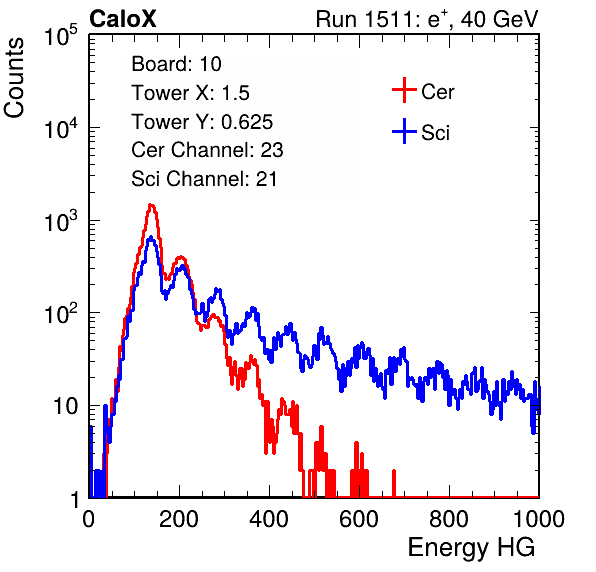 CaloX Run 1511: e⁺, 40 GeV
Counts
10⁵
10⁴
10³
10²
10
1
Board: 10
Tower X: 1.5
Tower Y: 0.625
Cer Channel: 23
Sci Channel: 21
Cer
Sci
0 200 400 600 800 1000
Energy HG